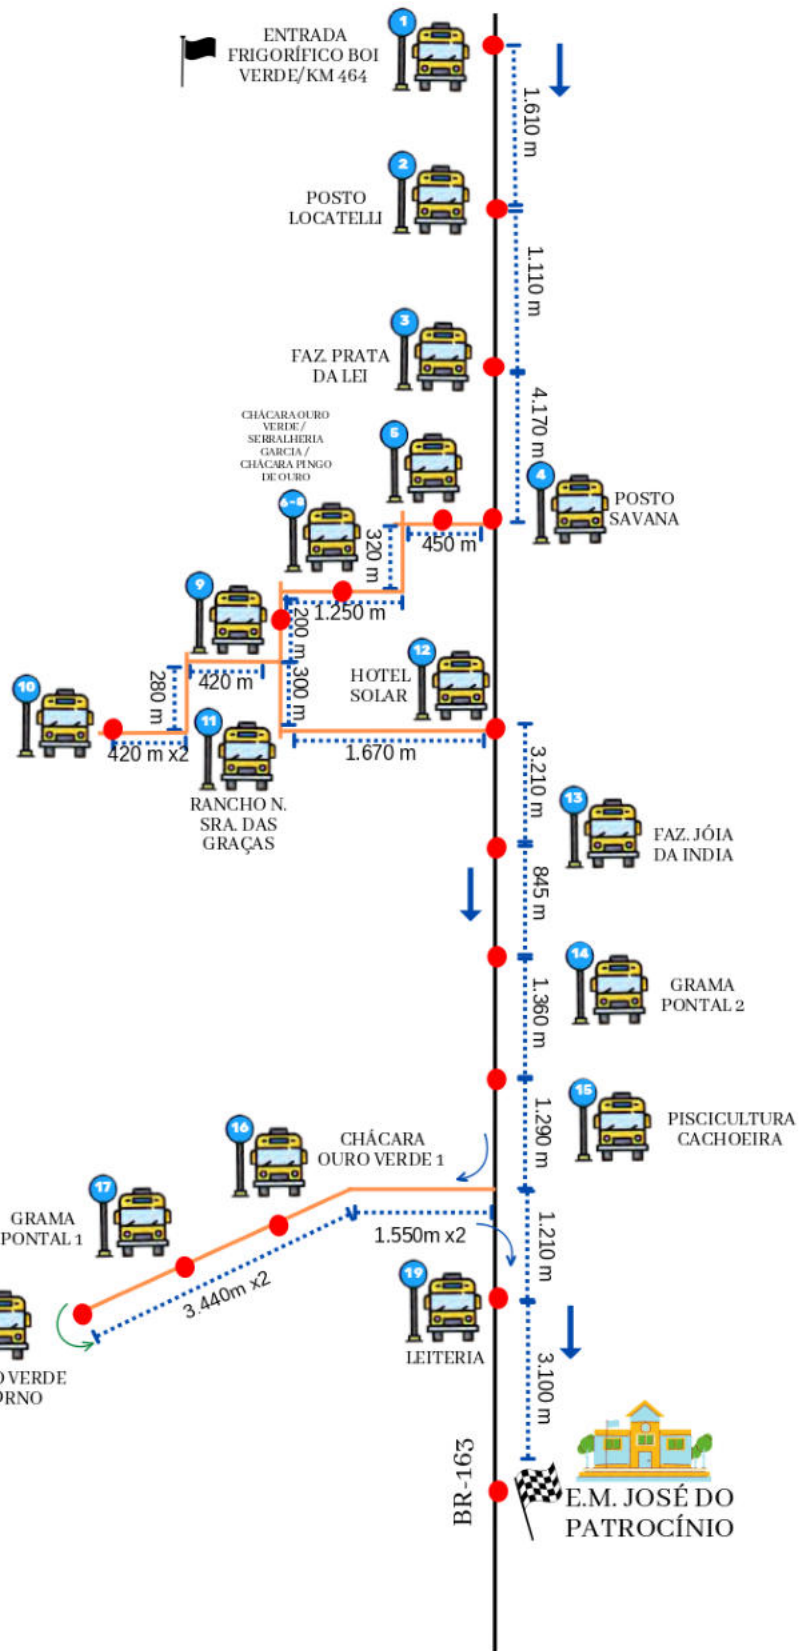 1
ENTRADA
FRIGORÍFICO BOI
VERDE/KM 464
1.610 m
2
POSTO
LOCATELLI
1.110 m
3
FAZ. PRATA
DA LEI
4.170 m
CHÁCARA OURO
VERDE /
SERRALHERIA
GARCIA /
CHÁCARA PINGO
DE OURO
5
4
POSTO
SAVANA
6-8
320 m
450 m
9
1.250 m
200 m
12
HOTEL
SOLAR
10
280 m
420 m
300 m
11
420 m x2
1.670 m
3.210 m
RANCHO N.
SRA. DAS
GRAÇAS
13
FAZ. JÓIA
DA INDIA
845 m
14
GRAMA
PONTAL 2
1.360 m
15
PISCICULTURA
CACHOEIRA
1.290 m
16
CHÁCARA
OURO VERDE 1
17
GRAMA
PONTAL 1
1.550m x2
1.210 m
3.440m x2
19
LEITERIA
O VERDE
ORNO
3.100 m
BR-163
E.M. JOSÉ DO
PATROCÍNIO